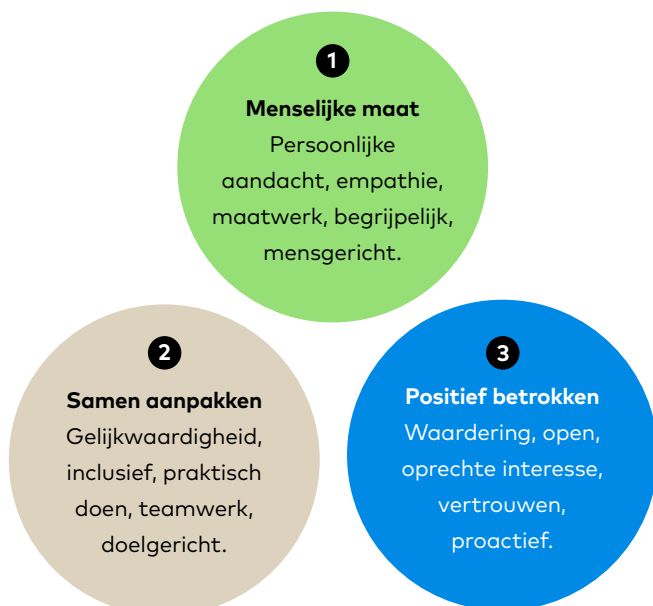 1
Menselijke maat
Persoonlijke
aandacht, empathie,
maatwerk, begrijpelijk,
mensgericht.
2
Samen aanpakken
Gelijkwaardigheid,
inclusief, praktisch
doen, teamwerk,
doelgericht.
3
Positief betrokken
Waardering, open,
oprechte interesse,
vertrouwen,
proactief.